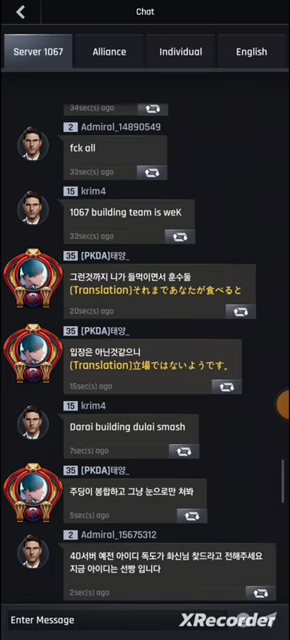 Chat
Server 1067
Alliance
Individual
English
34sec(s) ago
2 Admiral_14890549
fck all
33sec(s) ago
15 krim4
1067 building team is weK
33sec(s) ago
35 [PKDA]태양_
그런것까지 니가 들먹이면서 훈수둘
(Translation)それまであなたが食べると
20sec(s) ago
35 [PKDA]태양_
입장은 아닌것같으니
(Translation)立場ではないようです。
15sec(s) ago
15 krim4
Darai building dulai smash
7sec(s) ago
35 [PKDA]태양_
주딩이 봉합하고 그냥 눈으로만 쳐봐
5sec(s) ago
2 Admiral_15675312
40서버 예전 아이디 독도가 화신님 찾드라고 전해주세요
지금 아이디는 선빵 입니다
2sec(s) ago
Enter Message
XRecorder